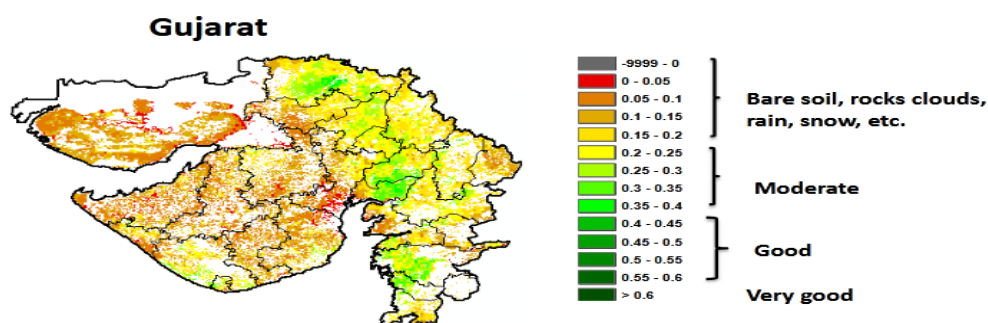 Gujarat
-9999 - 0
0 - 0.05
0.05 - 0.1
0.1 - 0.15
0.15 - 0.2
0.2 - 0.25
0.25 - 0.3
0.3 - 0.35
0.35 - 0.4
0.4 - 0.45
0.45 - 0.5
0.5 - 0.55
0.55 - 0.6
> 0.6
Bare soil, rocks clouds,
rain, snow, etc.
Moderate
Good
Very good